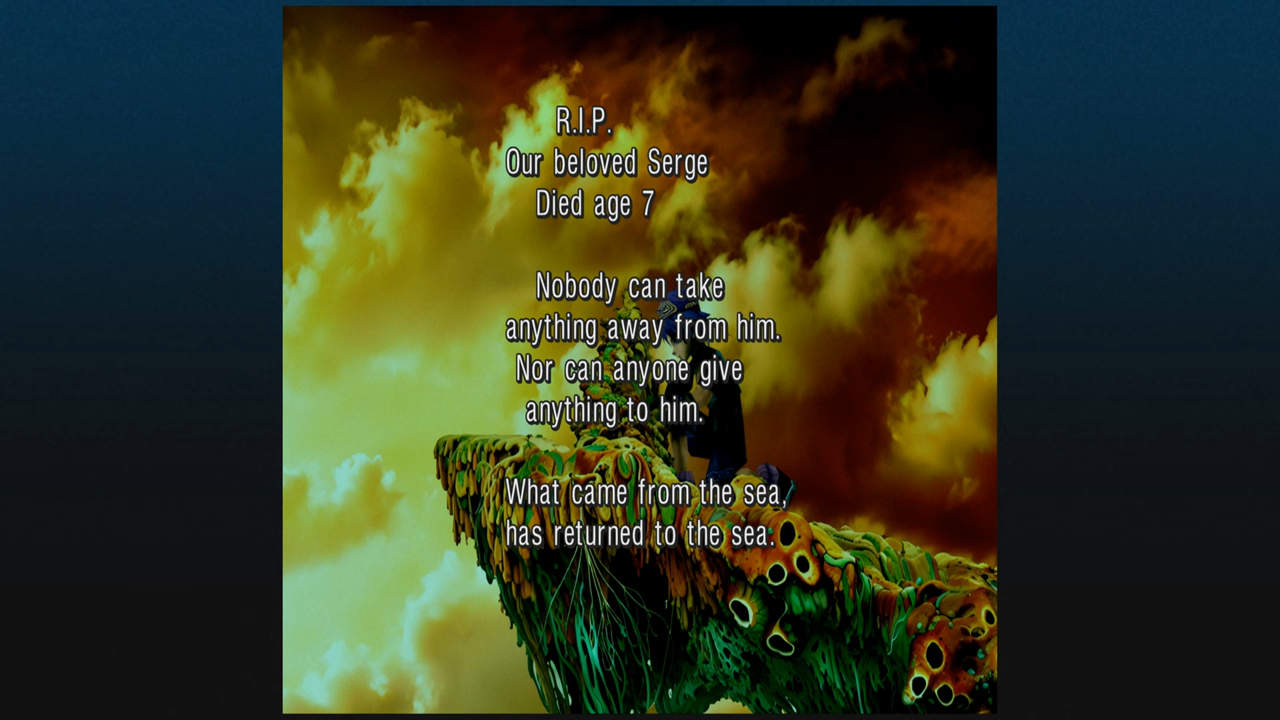 R.I.P.
Our beloved Serge
Died age 7
Nobody can take
anything away from him.
Nor can anyone give
anything to him.
What came from the sea,
has returned to the sea.